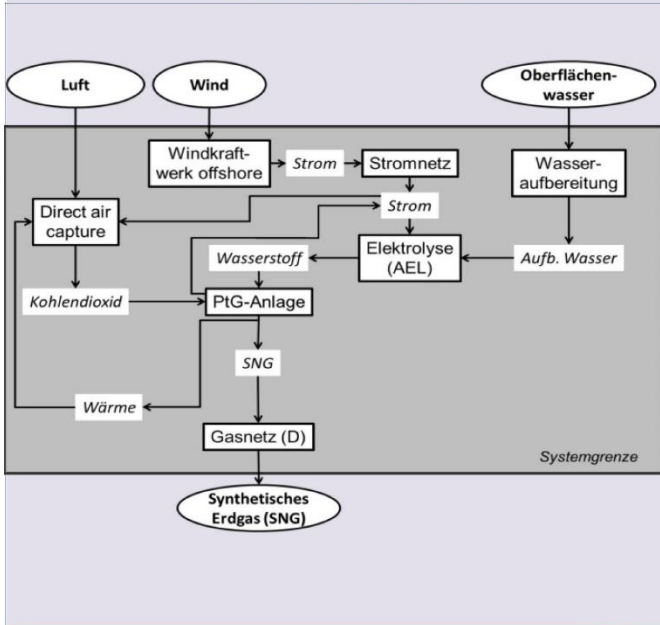 Luft
Wind
Oberflächen-
wasser
Windkraft-
werk offshore
Strom
Stromnetz
Wasser-
aufbereitung
Direct air
capture
Strom
Wasserstoff
Elektrolyse
(AEL)
Aufb. Wasser
Kohlendioxid
PtG-Anlage
SNG
Wärme
Gasnetz (D)
Systemgrenze
Synthetisches
Erdgas (SNG)